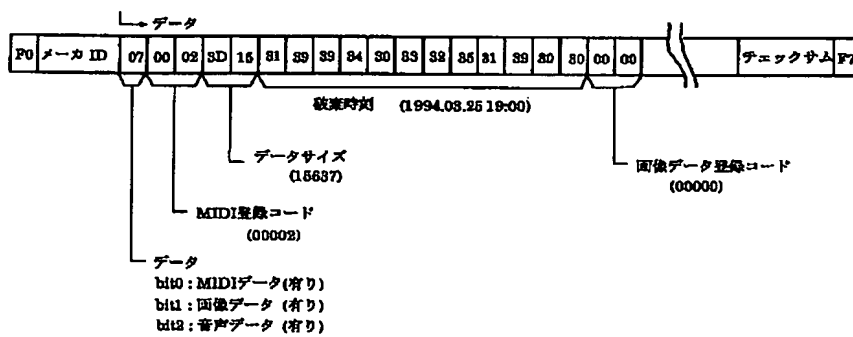 データ
F0 メーカ ID 07 00 02 3D 15 31 39 39 34 30 33 32 35 31 39 30 30 00 00 チェックサム F7
破棄時刻 (1994.03.25 19:00)
データサイズ
(15637)
画像データ登録コード
(00000)
MIDI登録コード
(00002)
データ
bit0 : MIDIデータ(有り)
bit1 : 画像データ (有り)
bit2 : 音声データ (有り)